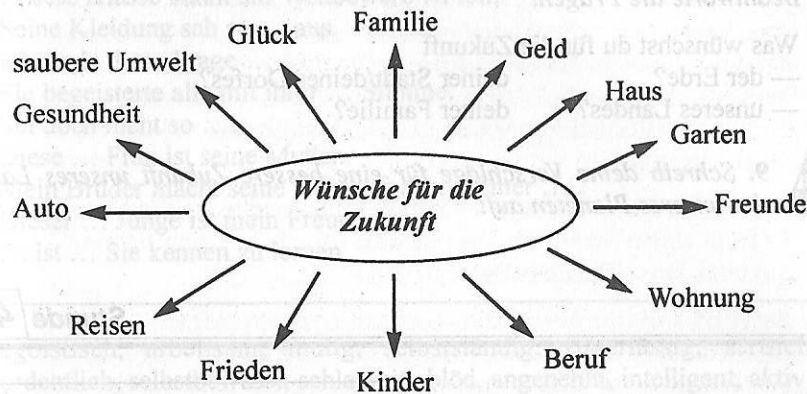 Familie
Glück
Geld
saubere Umwelt
Haus
Gesundheit
Garten
Wünsche für die
Zukunft
Auto
Freunde
Wohnung
Reisen
Beruf
Frieden
Kinder